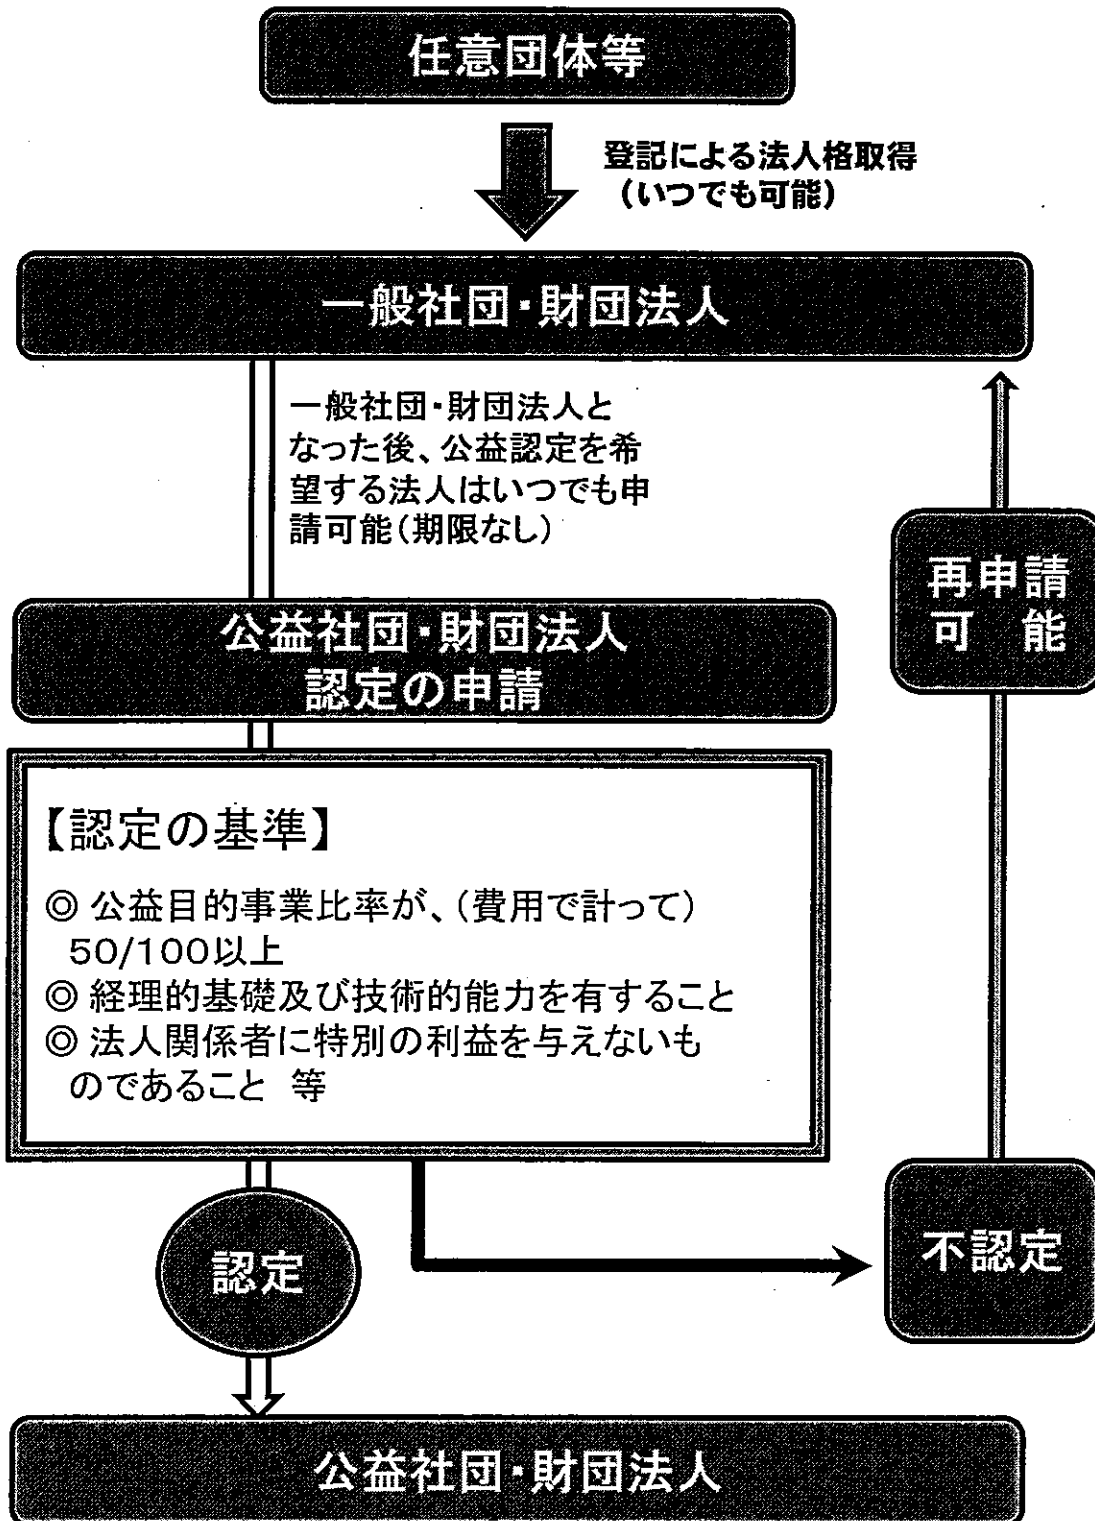 任意団体等
登記による法人格取得
（いつでも可能）
一般社団・財団法人
一般社団・財団法人と
なった後、公益認定を希
望する法人はいつでも申
請可能（期限なし）
再申請
可　能
公益社団・財団法人
認定の申請
【認定の基準】
◎ 公益目的事業比率が、（費用で計って）
50/100以上
◎ 経理的基礎及び技術的能力を有すること
◎ 法人関係者に特別の利益を与えないも
のであること 等
認定
不認定
公益社団・財団法人